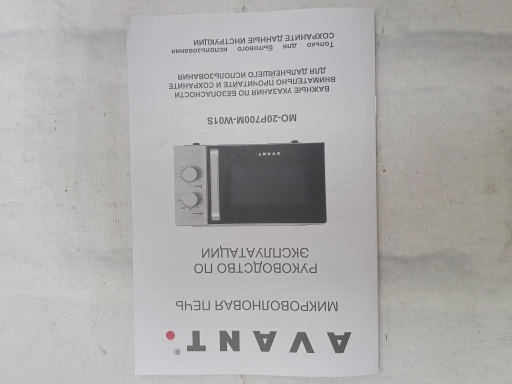 AVANT.®
МИКРОВОЛНОВАЯ ПЕЧЬ
РУКОВОДСТВО ПО
ЭКСПЛУАТАЦИИ
AVANT.
MO-20P700M-W01S
ВАЖНЫЕ УКАЗАНИЯ ПО БЕЗОПАСНОСТИ
ВНИМАТЕЛЬНО ПРОЧИТАЙТЕ И СОХРАНИТЕ
ДЛЯ ДАЛЬНЕЙШЕГО ИСПОЛЬЗОВАНИЯ
Только для бытового использования
СОХРАНИТЕ ДАННЫЕ ИНСТРУКЦИИ